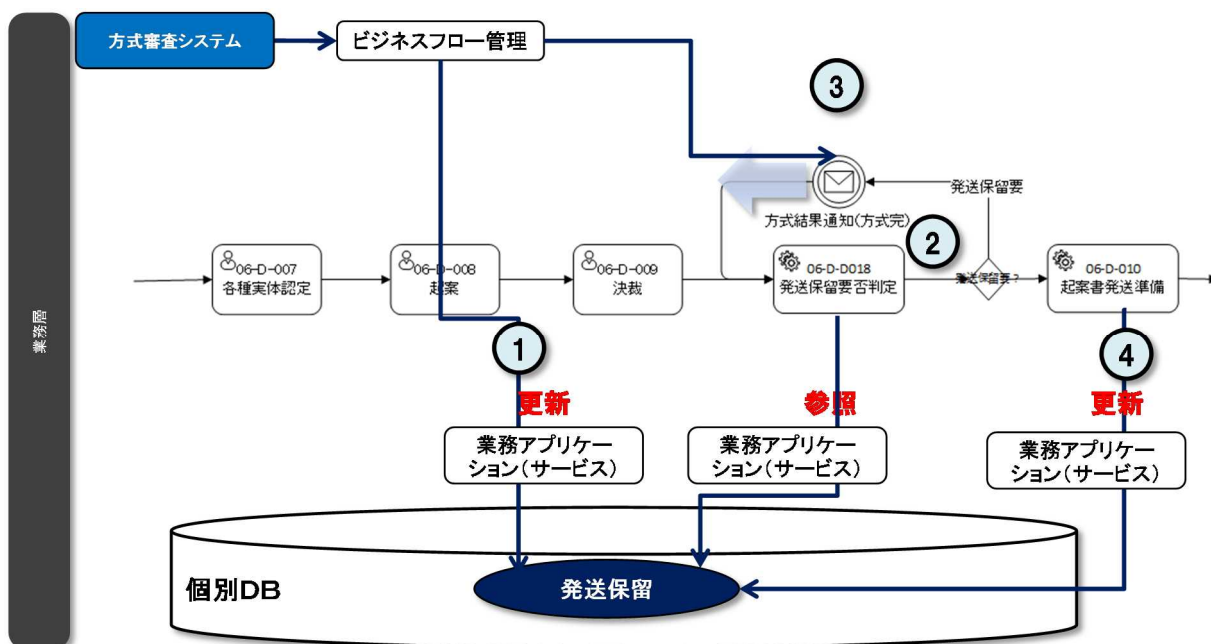 方式審査システム
ビジネスフロー管理
3
発送保留要
方式結果通知(方式完)
2
06-D-007
各種実体認定
06-D-008
起案
06-D-009
決裁
06-D-D018
発送保留要否判定
発送保留要?
06-D-010
起案書発送準備
業務層
1
4
更新
参照
更新
業務アプリケー
ション(サービス)
業務アプリケー
ション(サービス)
業務アプリケー
ション(サービス)
個別DB
発送保留